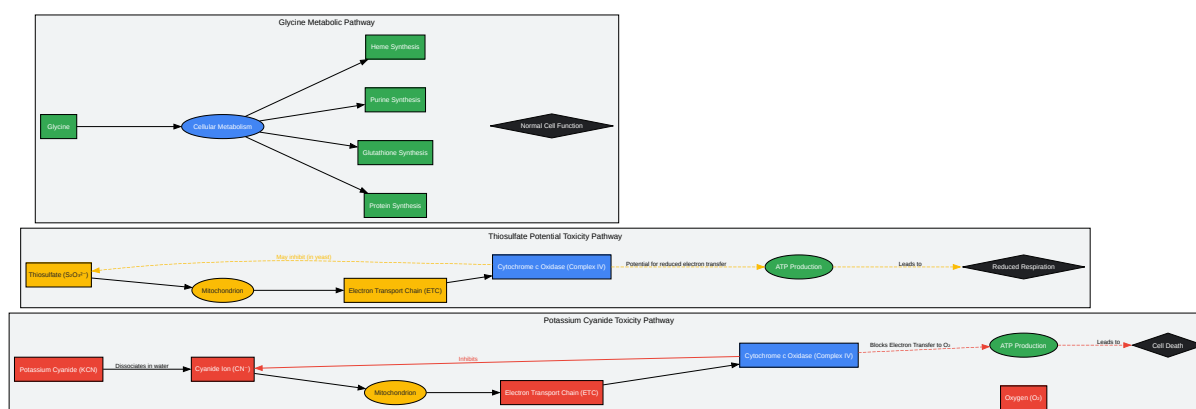 Glycine Metabolic Pathway
Heme Synthesis
Purine Synthesis
Glycine
Cellular Metabolism
Normal Cell Function
Glutathione Synthesis
Protein Synthesis
Thiosulfate Potential Toxicity Pathway
May inhibit (in yeast)
Thiosulfate (S₂O₃²⁻)
Cytochrome c Oxidase (Complex IV)
Potential for reduced electron transfer
ATP Production
Leads to
Reduced Respiration
Mitochondrion
Electron Transport Chain (ETC)
Potassium Cyanide Toxicity Pathway
Blocks Electron Transfer to O₂
ATP Production
Leads to
Cell Death
Potassium Cyanide (KCN)
Dissociates in water
Cyanide Ion (CN⁻)
Inhibits
Cytochrome c Oxidase (Complex IV)
Mitochondrion
Electron Transport Chain (ETC)
Oxygen (O₂)